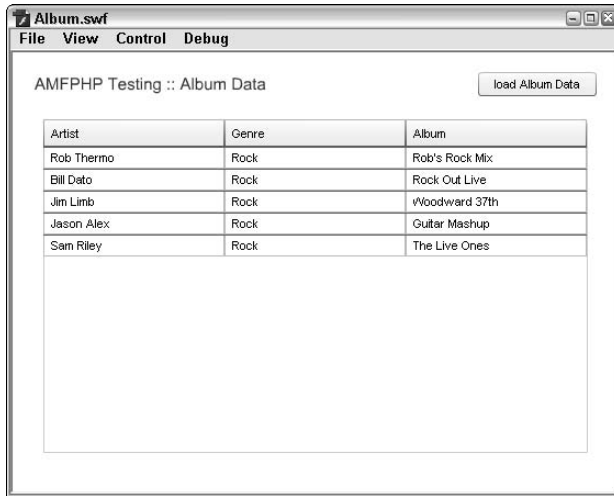 Album.swf
File View Control Debug
AMFPHP Testing :: Album Data
load Album Data
Artist Genre Album
Rob Thermo Rock Rob's Rock Mix
Bill Dato Rock Rock Out Live
Jim Limb Rock Woodward 37th
Jason Alex Rock Guitar Mashup
Sam Riley Rock The Live Ones